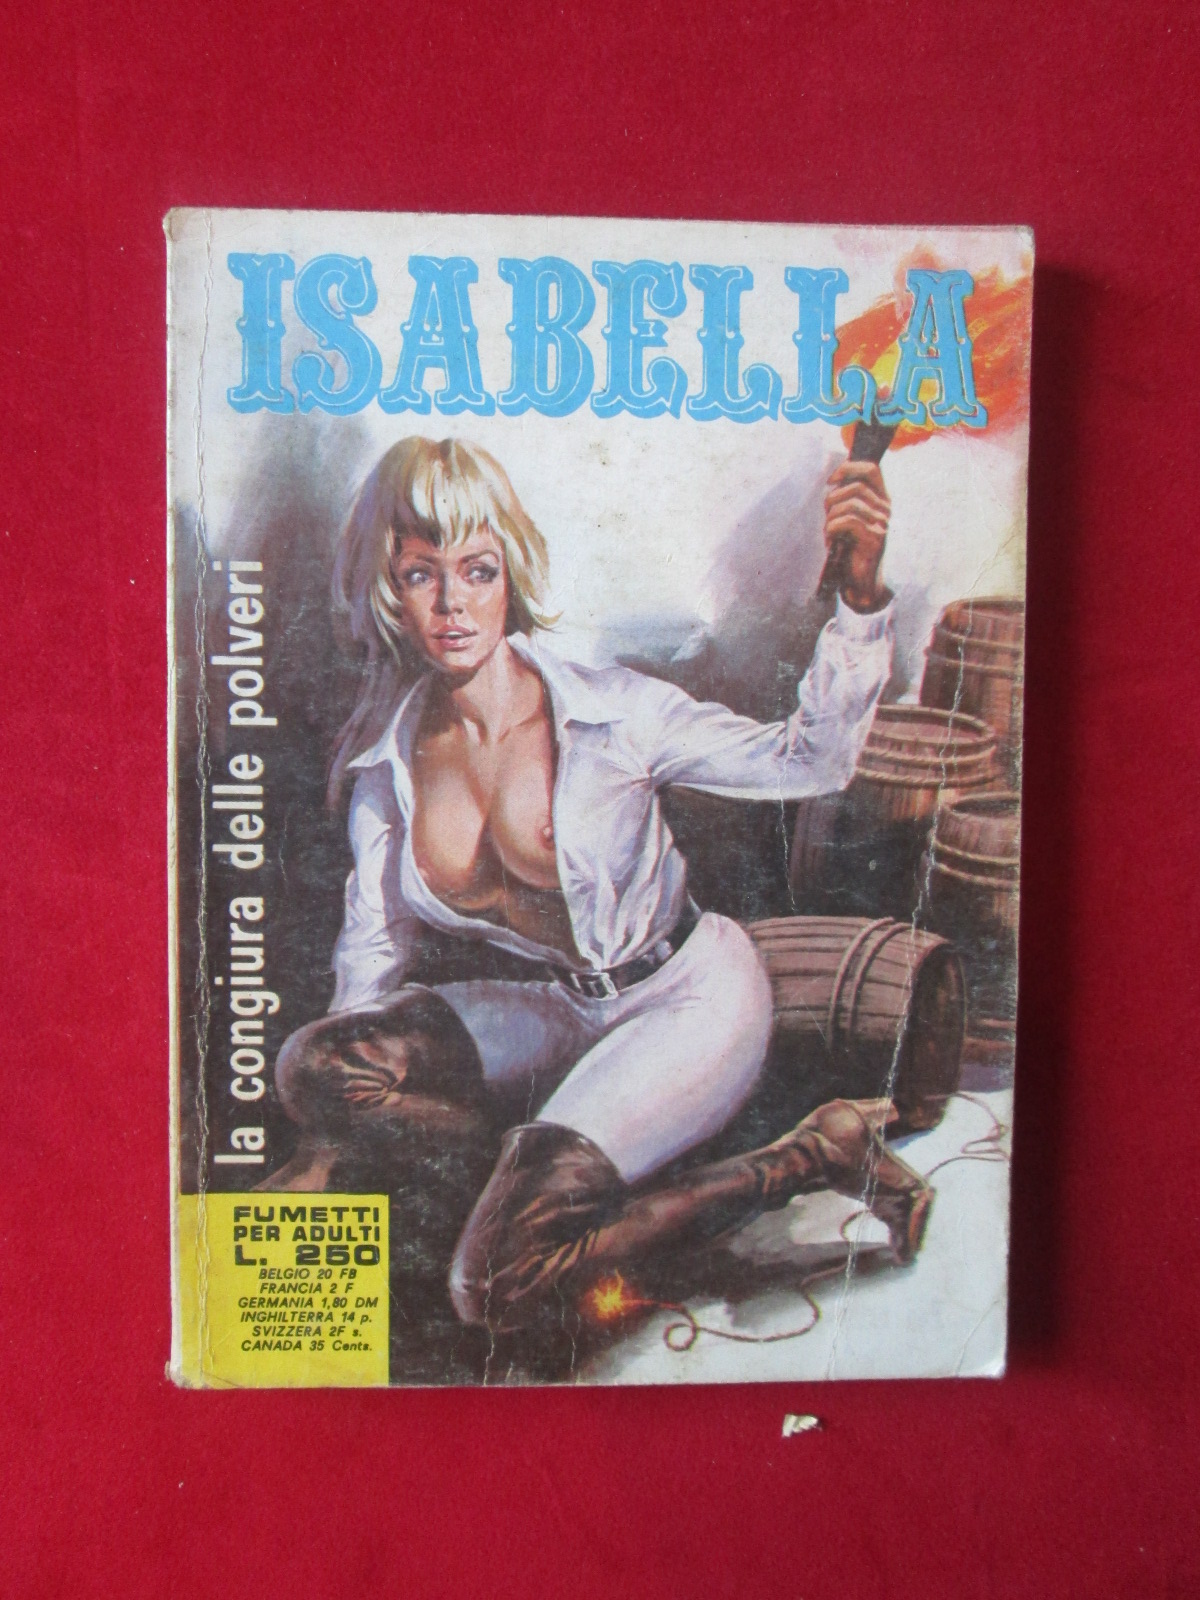 ISABELLA
la congiura delle polveri
FUMETTI
PER ADULTI
L. 250
BELGIO 20 FB
FRANCIA 2 F
GERMANIA 1,80 DM
INGHILTERRA 14 p.
SVIZZERA 2F s.
CANADA 35 Cents.